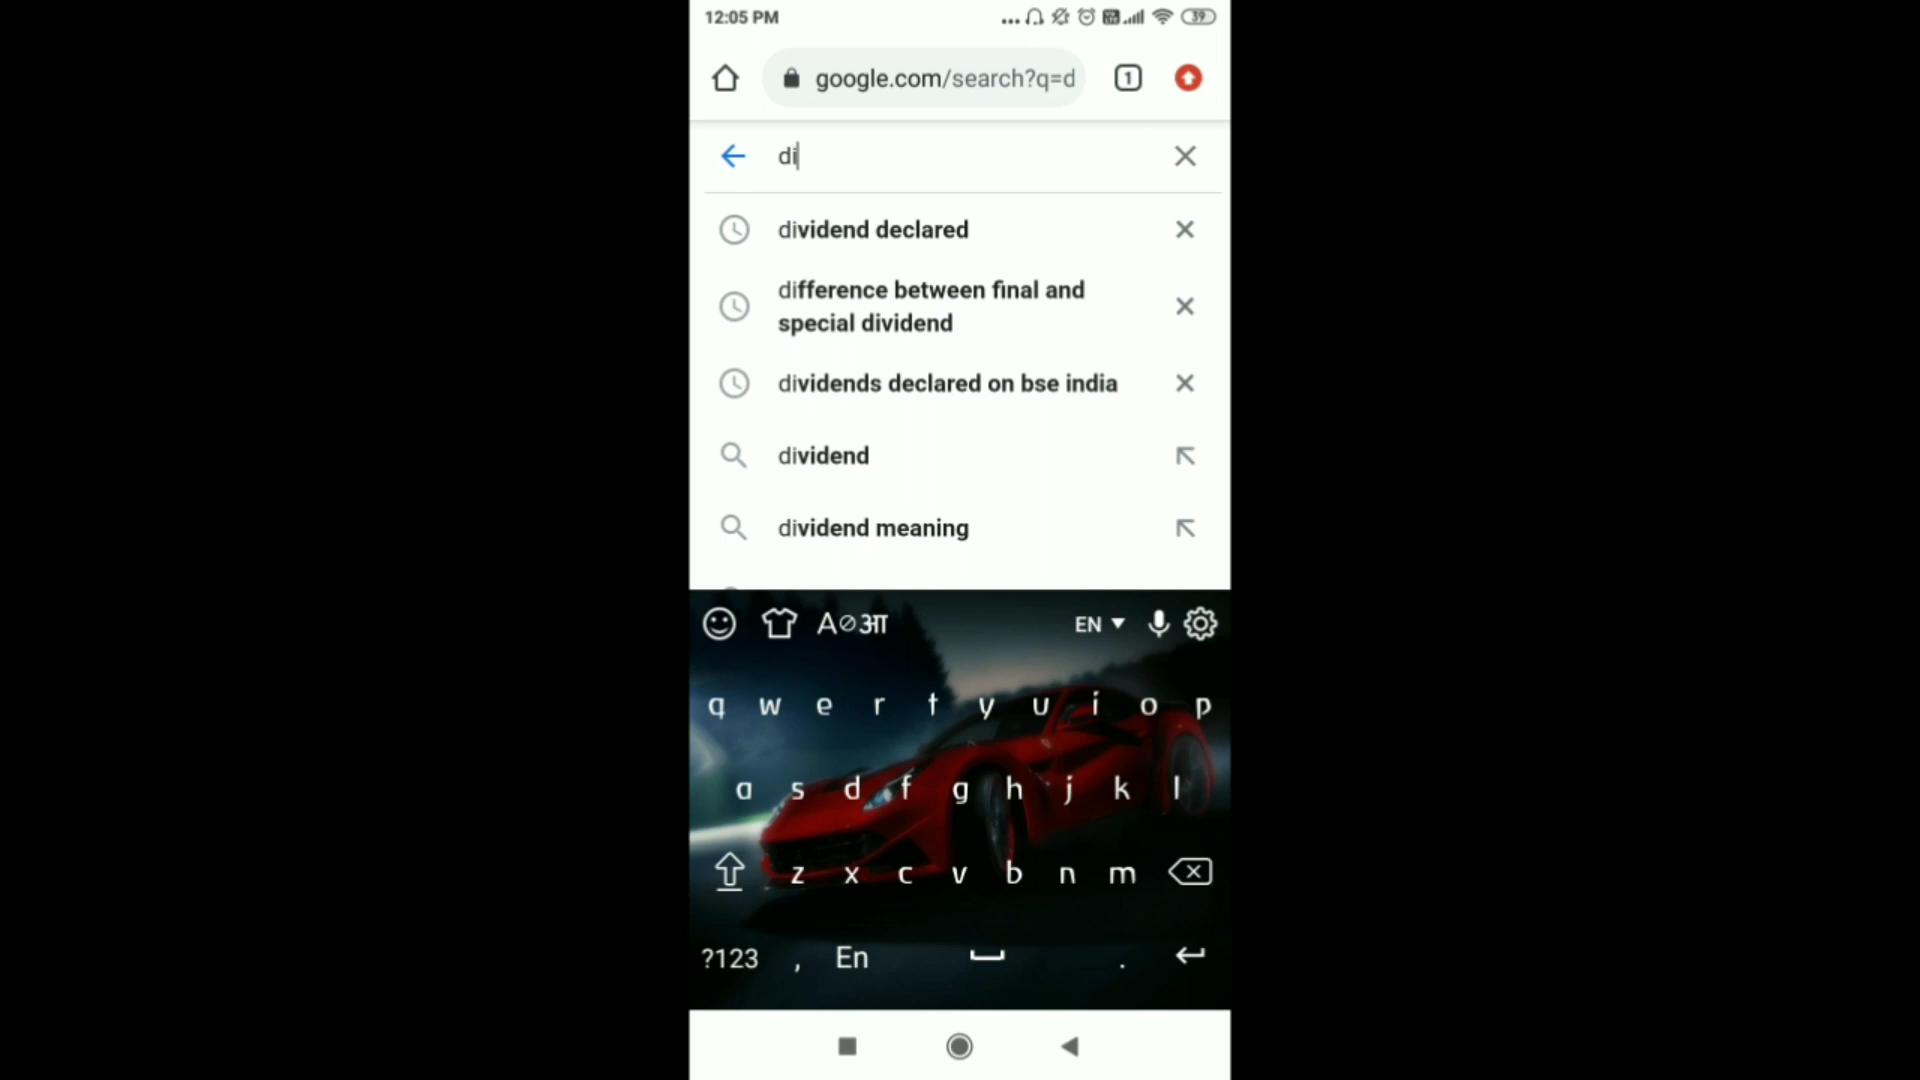 12:05 PM
39
google.com/search?q=d
1
di
dividend declared
difference between final and
special dividend
dividends declared on bse india
dividend
dividend meaning
A⊘आ
EN
q w e r t y u i o p
a s d f g h j k l
z x c v b n m
?123 , En .